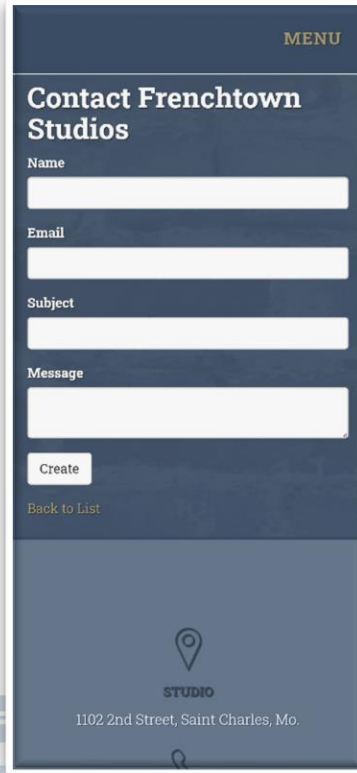 MENU
Contact Frenchtown
Studios
Name
Email
Subject
Message
Create
Back to List
STUDIO
1102 2nd Street, Saint Charles, Mo.